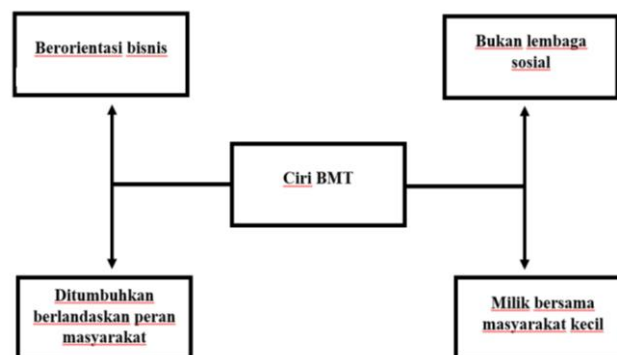 Berorientasi bisnis
Bukan lembaga
sosial
Ciri BMT
Ditumbuhkan
berlandaskan peran
masyarakat
Milik bersama
masyarakat kecil